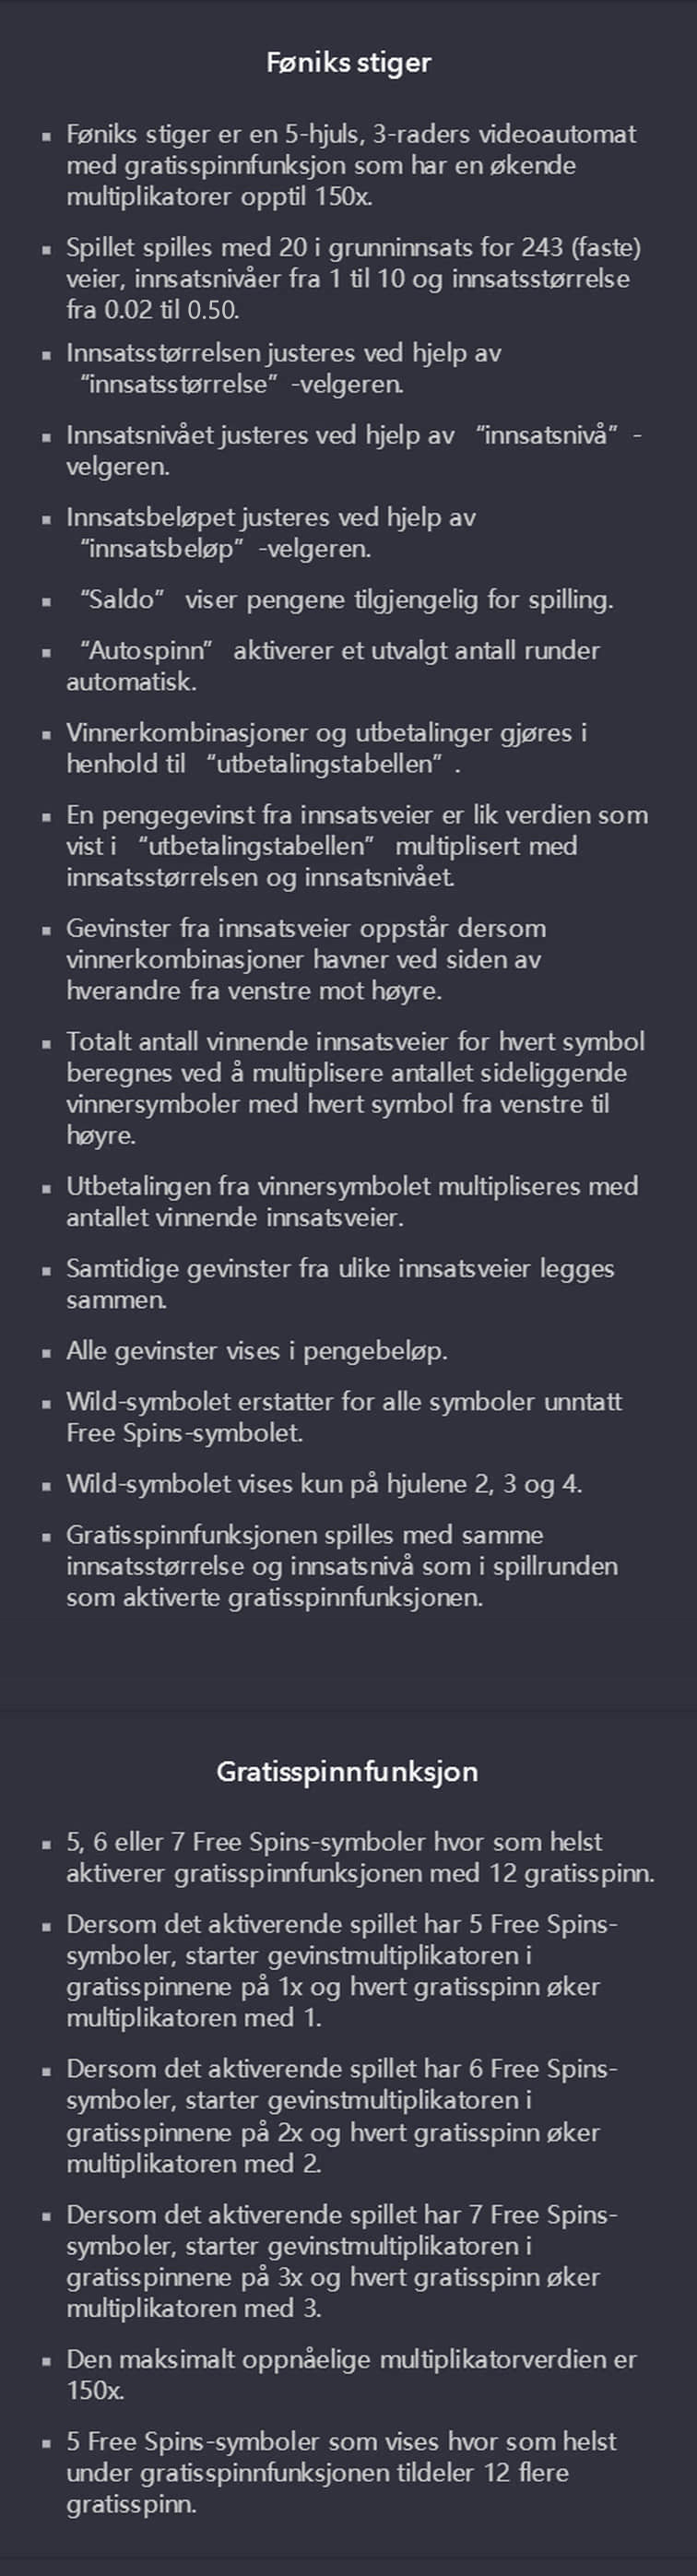 Føniks stiger
▪ Føniks stiger er en 5-hjuls, 3-raders videoautomat
med gratisspinnfunksjon som har en økende
multiplikatorer opptil 150x.
▪ Spillet spilles med 20 i grunninnsats for 243 (faste)
veier, innsatsnivåer fra 1 til 10 og innsatsstørrelse
fra 0.02 til 0.50.
▪ Innsatsstørrelsen justeres ved hjelp av
“innsatsstørrelse” -velgeren.
▪ Innsatsnivået justeres ved hjelp av “innsatsnivå” -
velgeren.
▪ Innsatsbeløpet justeres ved hjelp av
“innsatsbeløp” -velgeren.
▪ “Saldo” viser pengene tilgjengelig for spilling.
▪ “Autospinn” aktiverer et utvalgt antall runder
automatisk.
▪ Vinnerkombinasjoner og utbetalinger gjøres i
henhold til “utbetalingstabellen” .
▪ En pengegevinst fra innsatsveier er lik verdien som
vist i “utbetalingstabellen” multiplisert med
innsatsstørrelsen og innsatsnivået.
▪ Gevinster fra innsatsveier oppstår dersom
vinnerkombinasjoner havner ved siden av
hverandre fra venstre mot høyre.
▪ Totalt antall vinnende innsatsveier for hvert symbol
beregnes ved å multiplisere antallet sideliggende
vinnersymboler med hvert symbol fra venstre til
høyre.
▪ Utbetalingen fra vinnersymbolet multipliseres med
antallet vinnende innsatsveier.
▪ Samtidige gevinster fra ulike innsatsveier legges
sammen.
▪ Alle gevinster vises i pengebeløp.
▪ Wild-symbolet erstatter for alle symboler unntatt
Free Spins-symbolet.
▪ Wild-symbolet vises kun på hjulene 2, 3 og 4.
▪ Gratisspinnfunksjonen spilles med samme
innsatsstørrelse og innsatsnivå som i spillrunden
som aktiverte gratisspinnfunksjonen.
Gratisspinnfunksjon
▪ 5, 6 eller 7 Free Spins-symboler hvor som helst
aktiverer gratisspinnfunksjonen med 12 gratisspinn.
▪ Dersom det aktiverende spillet har 5 Free Spins-
symboler, starter gevinstmultiplikatoren i
gratisspinnene på 1x og hvert gratisspinn øker
multiplikatoren med 1.
▪ Dersom det aktiverende spillet har 6 Free Spins-
symboler, starter gevinstmultiplikatoren i
gratisspinnene på 2x og hvert gratisspinn øker
multiplikatoren med 2.
▪ Dersom det aktiverende spillet har 7 Free Spins-
symboler, starter gevinstmultiplikatoren i
gratisspinnene på 3x og hvert gratisspinn øker
multiplikatoren med 3.
▪ Den maksimalt oppnåelige multiplikatorverdien er
150x.
▪ 5 Free Spins-symboler som vises hvor som helst
under gratisspinnfunksjonen tildeler 12 flere
gratisspinn.